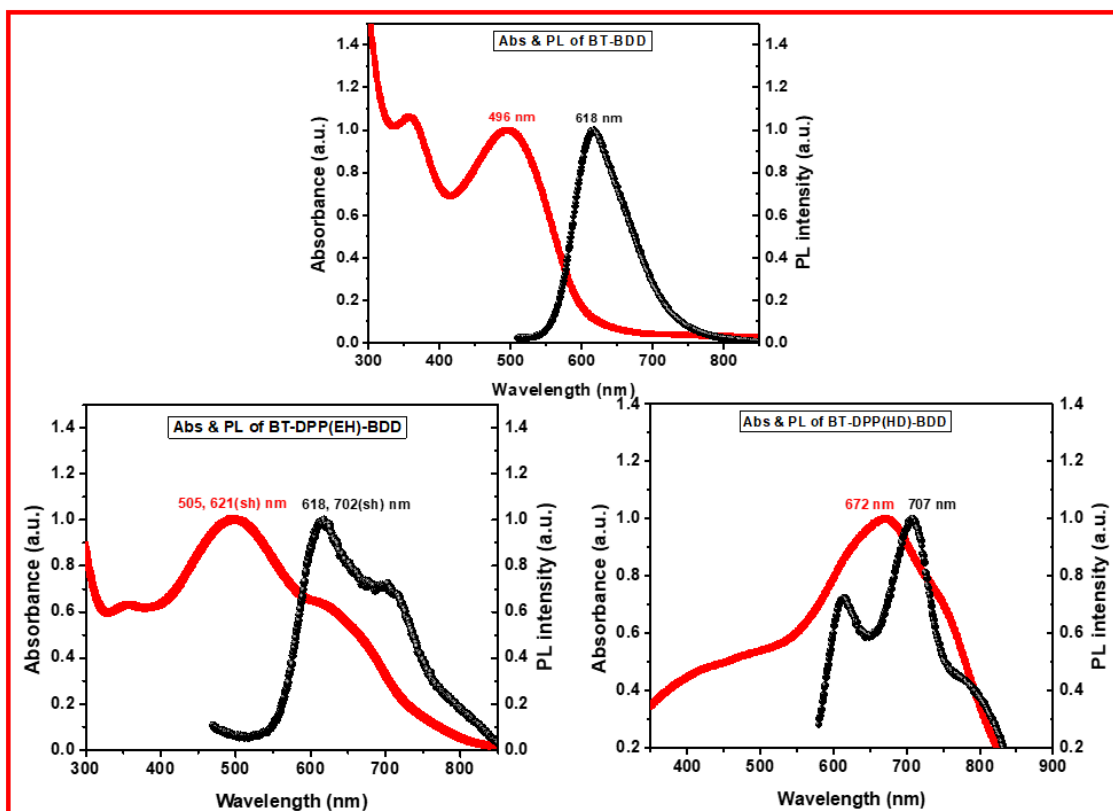 Abs & PL of BT-BDD
496 nm
618 nm
Absorbance (a.u.)
1.4
1.2
1.0
0.8
0.6
0.4
0.2
0.0
PL intensity (a.u.)
1.4
1.2
1.0
0.8
0.6
0.4
0.2
0.0
300 400 500 600 700 800
Wavelength (nm)
Abs & PL of BT-DPP(EH)-BDD
505, 621(sh) nm
618, 702(sh) nm
Absorbance (a.u.)
1.4
1.2
1.0
0.8
0.6
0.4
0.2
0.0
PL intensity (a.u.)
1.4
1.2
1.0
0.8
0.6
0.4
0.2
0.0
300 400 500 600 700 800
Wavelength (nm)
Abs & PL of BT-DPP(HD)-BDD
672 nm
707 nm
Absorbance (a.u.)
1.4
1.2
1.0
0.8
0.6
0.4
0.2
PL intensity (a.u.)
1.4
1.2
1.0
0.8
0.6
0.4
0.2
400 500 600 700 800 900
Wavelength (nm)